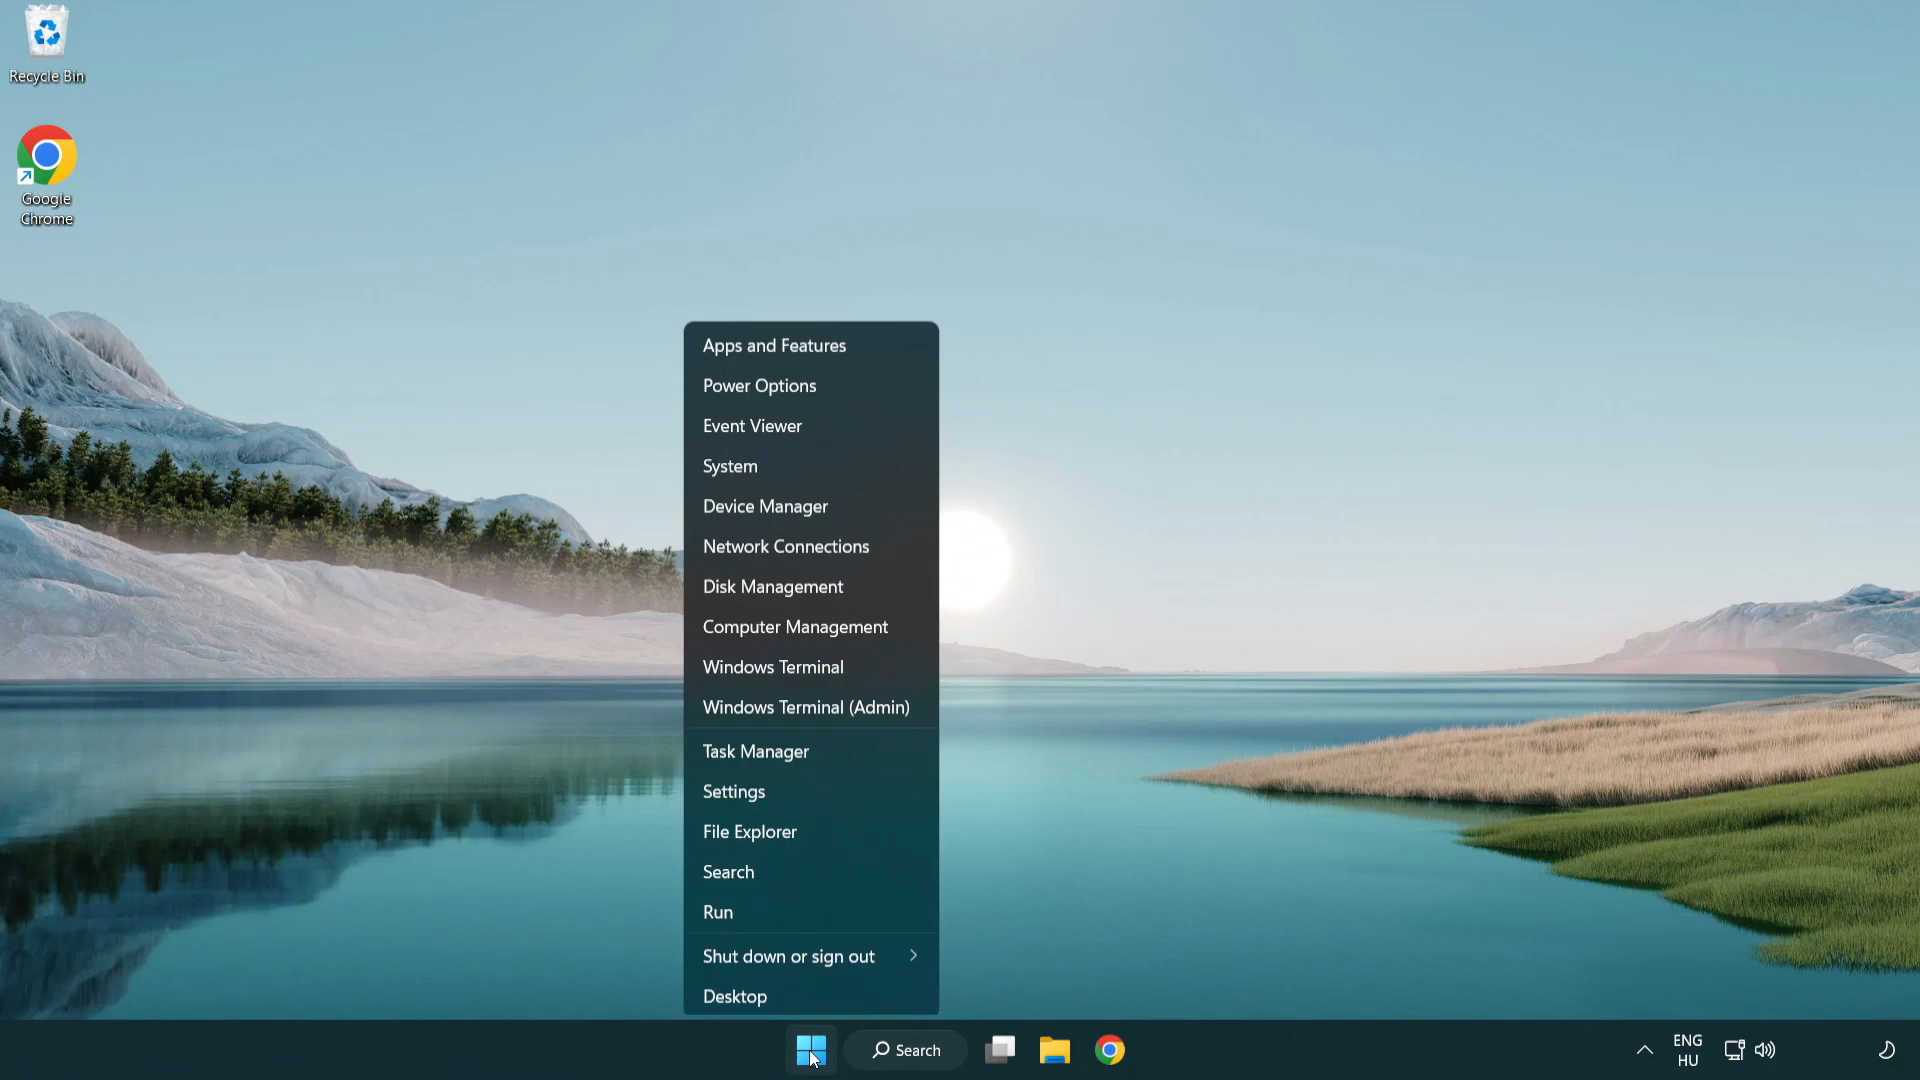 Recycle Bin
Google
Chrome
Apps and Features
Power Options
Event Viewer
System
Device Manager
Network Connections
Disk Management
Computer Management
Windows Terminal
Windows Terminal (Admin)
Task Manager
Settings
File Explorer
Search
Run
Shut down or sign out
Desktop
Search
ENG
HU